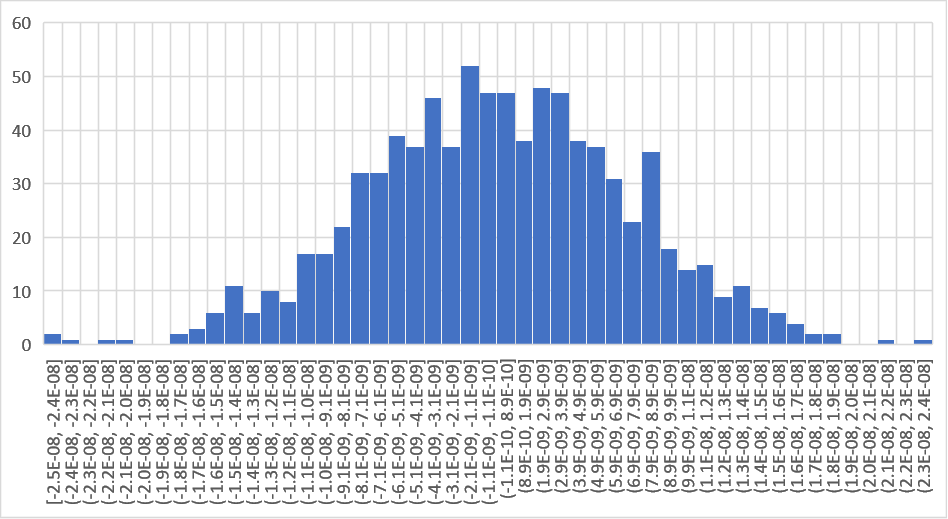 60
50
40
30
20
10
0
[-2.5E-08, -2.4E-08]
(-2.4E-08, -2.3E-08]
(-2.3E-08, -2.2E-08]
(-2.2E-08, -2.1E-08]
(-2.1E-08, -2.0E-08]
(-2.0E-08, -1.9E-08]
(-1.9E-08, -1.8E-08]
(-1.8E-08, -1.7E-08]
(-1.7E-08, -1.6E-08]
(-1.6E-08, -1.5E-08]
(-1.5E-08, -1.4E-08]
(-1.4E-08, -1.3E-08]
(-1.3E-08, -1.2E-08]
(-1.2E-08, -1.1E-08]
(-1.1E-08, -1.0E-08]
(-1.0E-08, -9.1E-09]
(-9.1E-09, -8.1E-09]
(-8.1E-09, -7.1E-09]
(-7.1E-09, -6.1E-09]
(-6.1E-09, -5.1E-09]
(-5.1E-09, -4.1E-09]
(-4.1E-09, -3.1E-09]
(-3.1E-09, -2.1E-09]
(-2.1E-09, -1.1E-09]
(-1.1E-09, -1.1E-10]
(-1.1E-10, 8.9E-10]
(8.9E-10, 1.9E-09]
(1.9E-09, 2.9E-09]
(2.9E-09, 3.9E-09]
(3.9E-09, 4.9E-09]
(4.9E-09, 5.9E-09]
(5.9E-09, 6.9E-09]
(6.9E-09, 7.9E-09]
(7.9E-09, 8.9E-09]
(8.9E-09, 9.9E-09]
(9.9E-09, 1.1E-08]
(1.1E-08, 1.2E-08]
(1.2E-08, 1.3E-08]
(1.3E-08, 1.4E-08]
(1.4E-08, 1.5E-08]
(1.5E-08, 1.6E-08]
(1.6E-08, 1.7E-08]
(1.7E-08, 1.8E-08]
(1.8E-08, 1.9E-08]
(1.9E-08, 2.0E-08]
(2.0E-08, 2.1E-08]
(2.1E-08, 2.2E-08]
(2.2E-08, 2.3E-08]
(2.3E-08, 2.4E-08]